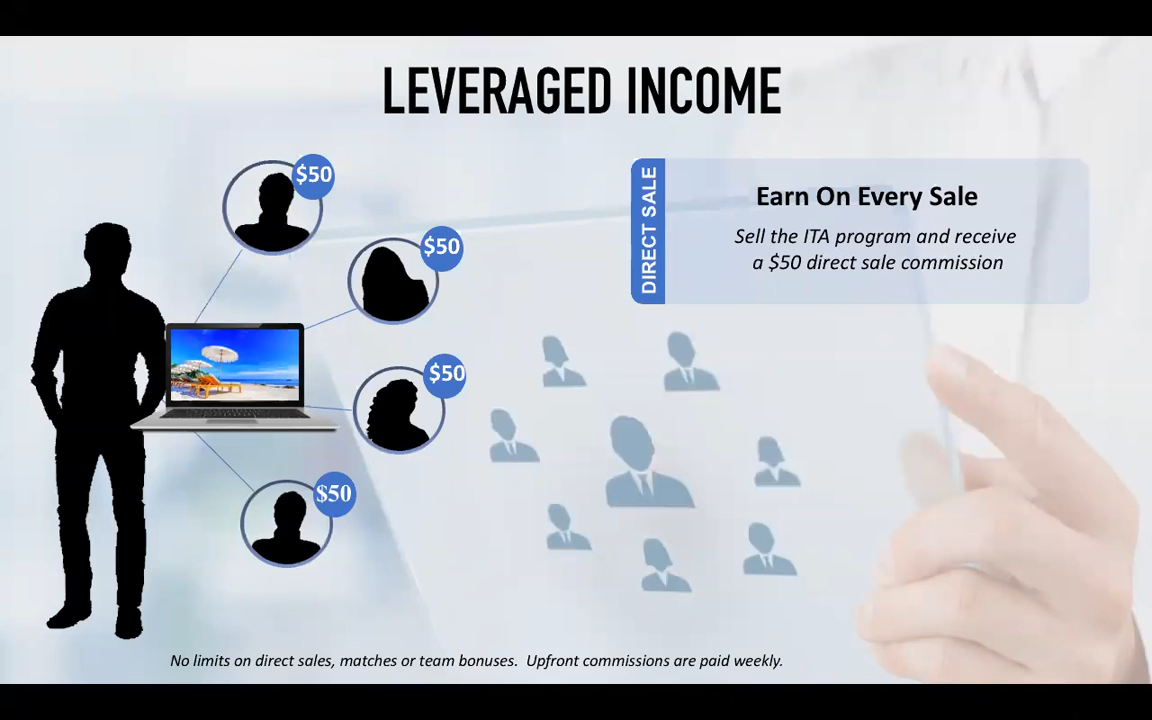 LEVERAGED INCOME
$50
$50
$50
$50
DIRECT SALE
Earn On Every Sale
Sell the ITA program and receive
a $50 direct sale commission
No limits on direct sales, matches or team bonuses. Upfront commissions are paid weekly.